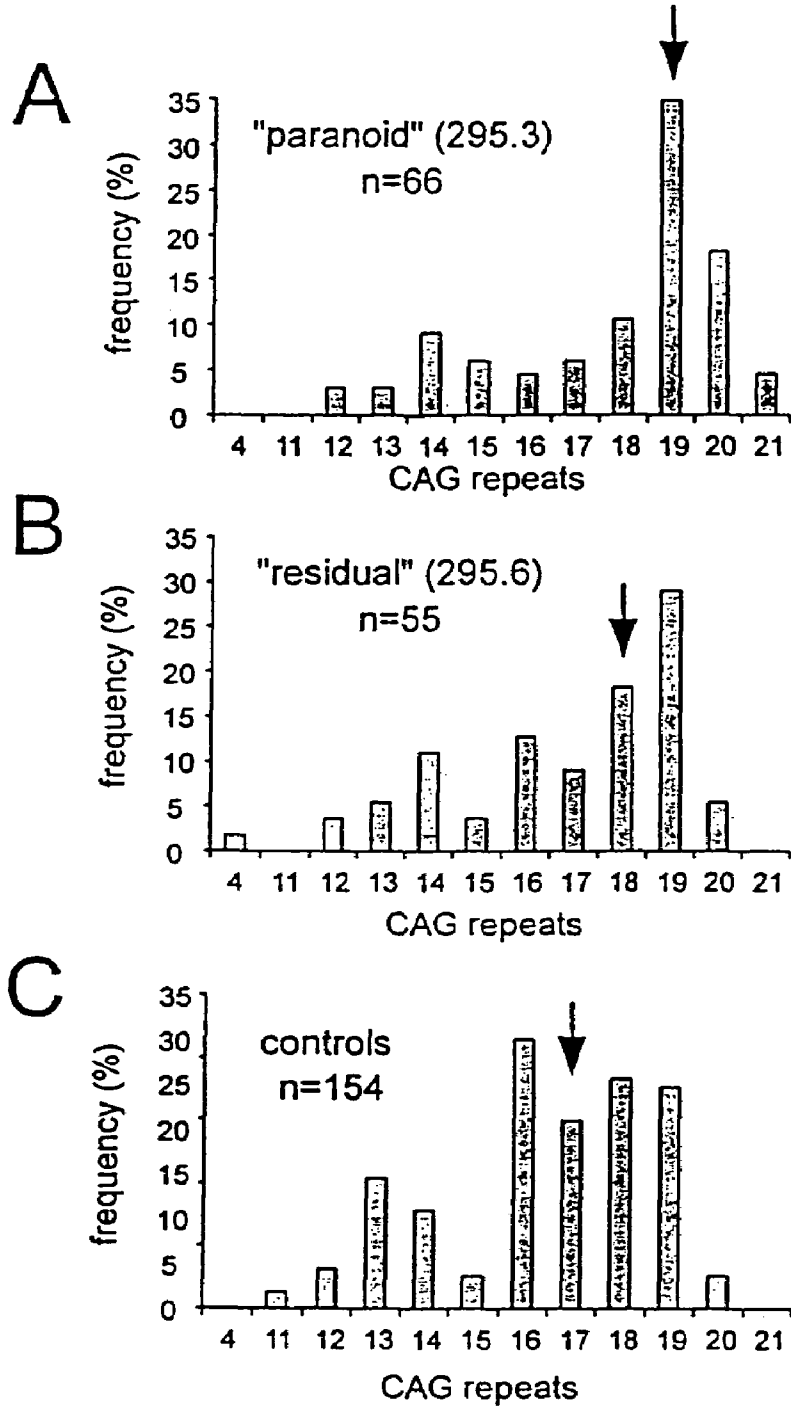 A
"paranoid" (295.3)
n=66
frequency (%)
35
30
25
20
15
10
5
0
4 11 12 13 14 15 16 17 18 19 20 21
CAG repeats
B
"residual" (295.6)
n=55
frequency (%)
35
30
25
20
15
10
5
0
4 11 12 13 14 15 16 17 18 19 20 21
CAG repeats
C
controls
n=154
frequency (%)
35
30
25
20
15
10
5
0
4 11 12 13 14 15 16 17 18 19 20 21
CAG repeats